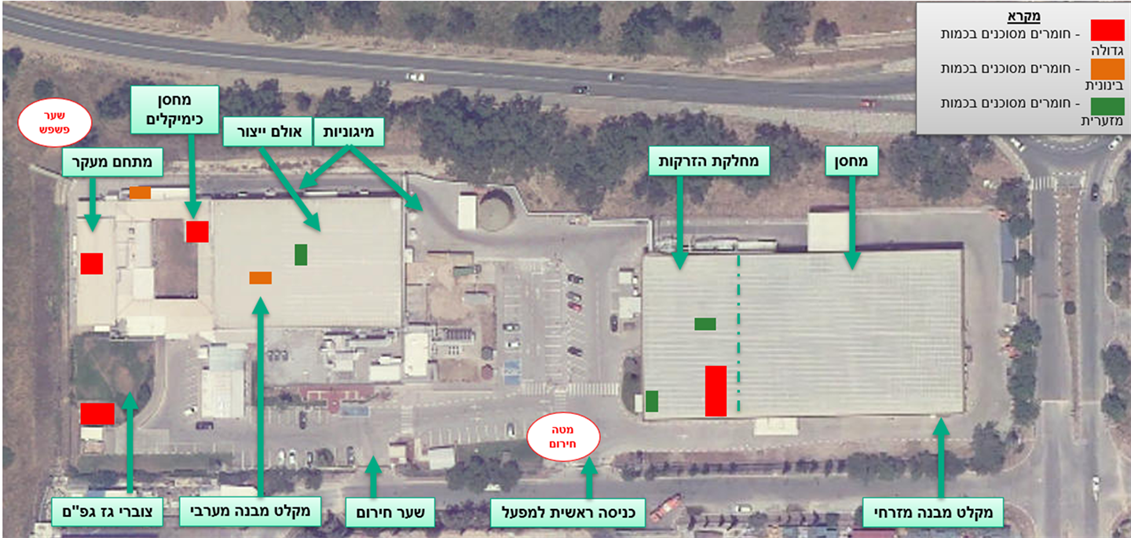 מקרא
- חומרים מסוכנים בכמות
גדולה
- חומרים מסוכנים בכמות
בינונית
- חומרים מסוכנים בכמות
מזערית
שער
פשפש
מחסן
כימיקלים
אולם ייצור
מיגוניות
מתחם מעקר
מחלקת הזרקות
מחסן
מטה
חירום
צוברי גז גפ"ם
מקלט מבנה מערבי
שער חירום
כניסה ראשית למפעל
מקלט מבנה מזרחי